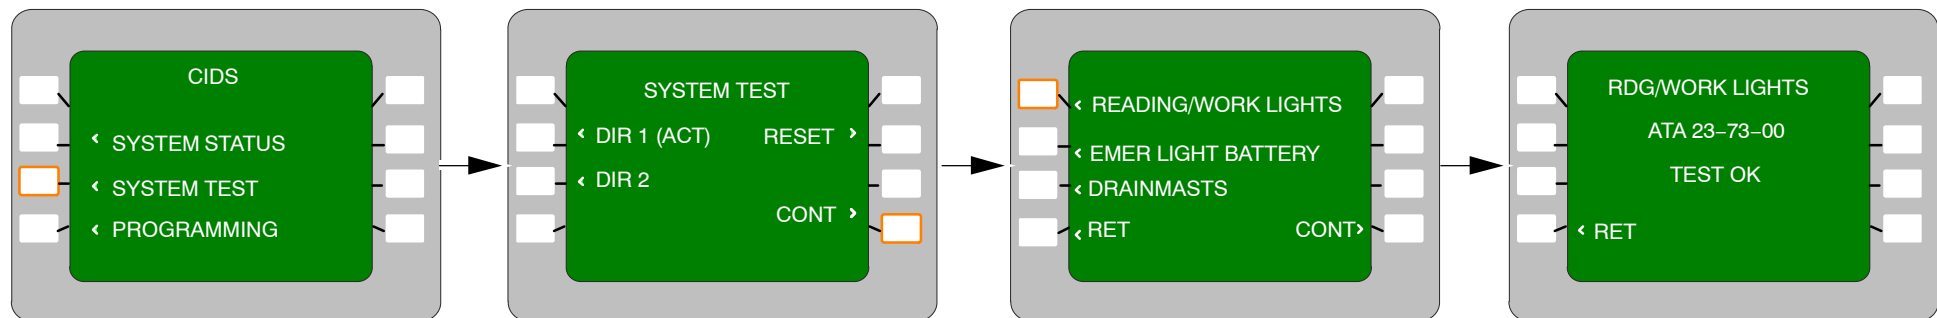 CIDS
‹ SYSTEM STATUS
‹ SYSTEM TEST
‹ PROGRAMMING
SYSTEM TEST
‹ DIR 1 (ACT) RESET ›
‹ DIR 2
CONT ›
‹ READING/WORK LIGHTS
‹ EMER LIGHT BATTERY
‹ DRAINMASTS
‹ RET CONT›
RDG/WORK LIGHTS
ATA 23–73–00
TEST OK
‹ RET